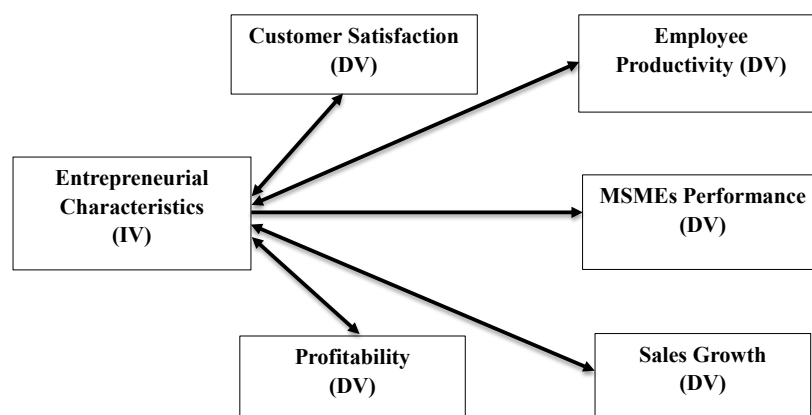 Customer Satisfaction
(DV)
Employee
Productivity (DV)
Entrepreneurial
Characteristics
(IV)
MSMEs Performance
(DV)
Profitability
(DV)
Sales Growth
(DV)